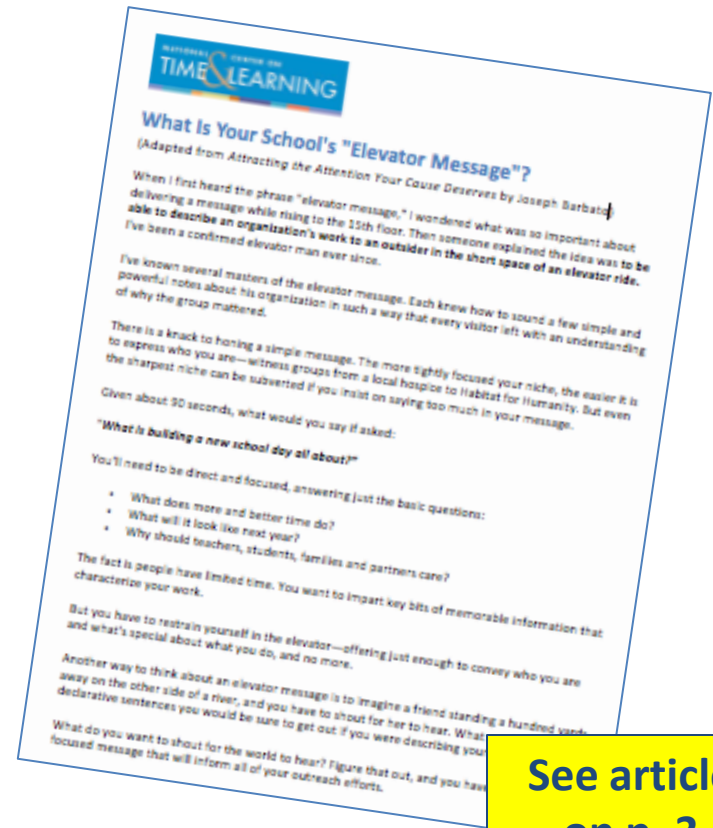 NATIONAL CENTER ON
TIME & LEARNING
What Is Your School's "Elevator Message"?
(Adapted from Attracting the Attention Your Cause Deserves by Joseph Barbato)
When I first heard the phrase "elevator message," I wondered what was so important about
delivering a message while rising to the 15th floor. Then someone explained the idea was to be
able to describe an organization's work to an outsider in the short space of an elevator ride.
I've been a confirmed elevator man ever since.
I've known several masters of the elevator message. Each knew how to sound a few simple and
powerful notes about his organization in such a way that every visitor left with an understanding
of why the group mattered.
There is a knack to honing a simple message. The more tightly focused your niche, the easier it is
to express who you are—witness groups from a local hospice to Habitat for Humanity. But even
the sharpest niche can be subverted if you insist on saying too much in your message.
Given about 90 seconds, what would you say if asked:
"What is building a new school day all about?"
You'll need to be direct and focused, answering just the basic questions:
• What does more and better time do?
• What will it look like next year?
• Why should teachers, students, families and partners care?
The fact is people have limited time. You want to impart key bits of memorable information that
characterize your work.
But you have to restrain yourself in the elevator—offering just enough to convey who you are
and what's special about what you do, and no more.
Another way to think about an elevator message is to imagine a friend standing a hundred yards
away on the other side of a river, and you have to shout for her to hear. What
declarative sentences you would be sure to get out if you were describing your
What do you want to shout for the world to hear? Figure that out, and you have
focused message that will inform all of your outreach efforts.
See article
on p. 3